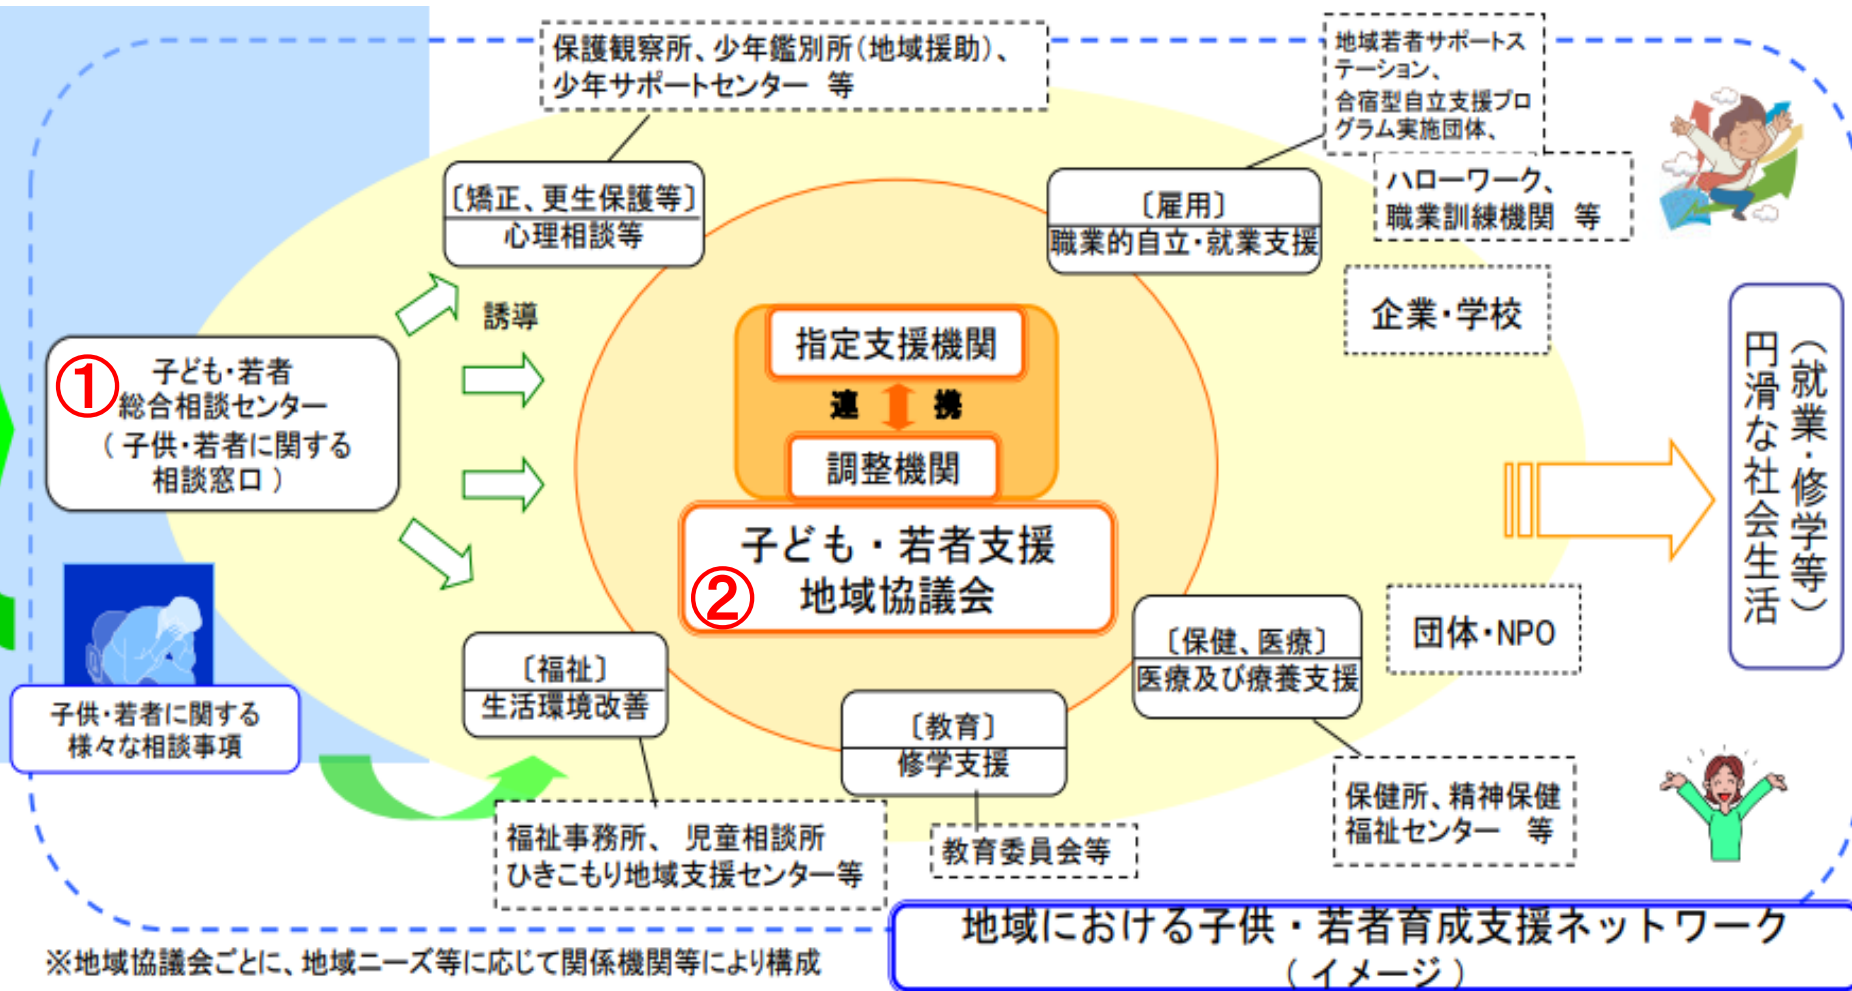 保護観察所、少年鑑別所(地域援助)、
少年サポートセンター 等
地域若者サポートス
テーション、
合宿型自立支援プロ
グラム実施団体、
ハローワーク、
職業訓練機関 等
〔矯正、更生保護等〕
心理相談等
〔雇用〕
職業的自立・就業支援
誘導
企業・学校
①
子ども・若者
総合相談センター
(子供・若者に関する
相談窓口)
指定支援機関
連 携
調整機関
②
子ども・若者支援
地域協議会
円滑な社会生活
(就業・修学等)
〔福祉〕
生活環境改善
〔教育〕
修学支援
〔保健、医療〕
医療及び療養支援
団体・NPO
子供・若者に関する
様々な相談事項
福祉事務所、 児童相談所
ひきこもり地域支援センター等
教育委員会等
保健所、精神保健
福祉センター 等
地域における子供・若者育成支援ネットワーク
(イメージ)
※地域協議会ごとに、地域ニーズ等に応じて関係機関等により構成